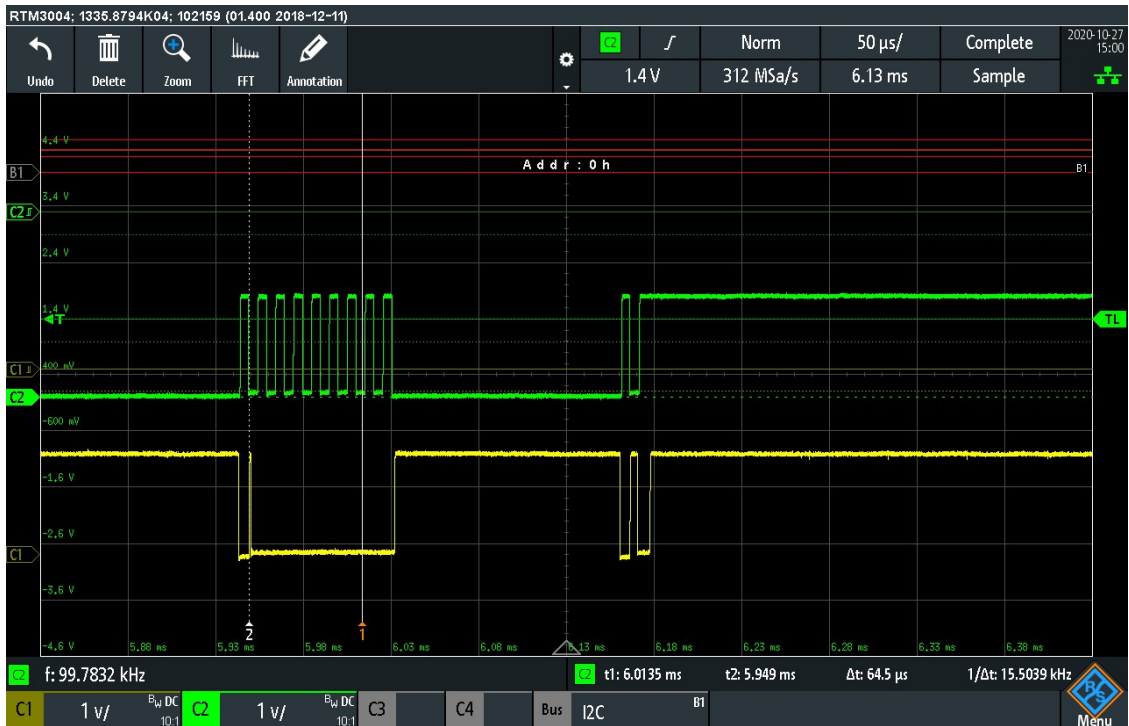 RTM3004; 1335.8794K04; 102159 (01.400 2018-12-11)
Undo Delete Zoom FFT Annotation
C2 Norm 50 µs/ Complete 2020-10-27
15:00
1.4 V 312 MSa/s 6.13 ms Sample
4.4 V
Addr:0h
B1 B1
3.4 V
C2
2.4 V
1.4 V
T TL
400 mV
C1
C2
-600 mV
-1.6 V
-2.6 V
C1
-3.6 V
2 1
-4.6 V 5.88 ms 5.93 ms 5.98 ms 6.03 ms 6.08 ms 6.13 ms 6.18 ms 6.23 ms 6.28 ms 6.33 ms 6.38 ms
C2 f: 99.7832 kHz C2 t1: 6.0135 ms t2: 5.949 ms Δt: 64.5 µs 1/Δt: 15.5039 kHz
C1 1 V/ BW DC 10:1 C2 1 V/ BW DC 10:1 C3 C4 Bus I2C B1
R&S
Menu